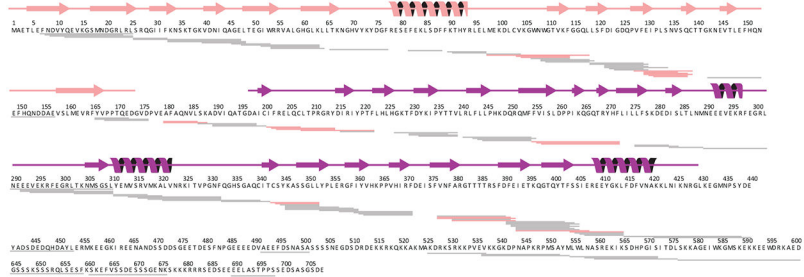 1 5 10 15 20 25 30 35 40 45 50 55 60 65 70 75 80 85 90 95 100 105 110 115 120 125 130 135 140 145 150
MAETLEFNDVYQEVKGSMNDGRLRLSRQGIIFKNSKTGKVDNIQAGELTEGIWRRVALGHGLKLLTKNGHVYKYDGFRESEFEKLSDFFKTHYRLELMEKDLCVKGWNWGTVKFGGQLLSFDIGDQPVFEIPLSNVSQCTTGKNEVTLEFHQN
150 155 160 165 170 175 180 185 190 195 200 205 210 215 220 225 230 235 240 245 250 255 260 265 270 275 280 285 290 295 300
EFHQNDDAEVSLMEVRFYVPPTQEDGVDPVEAFAQNVLSKADVIQATGDAICIFRELQCLTPRGRYDIRIYPTFLHLHGKTFDYKIPYTTVLRLFLLPHKDQRQMFFVISLDPPIKQGQTRYHFLILLFSKDEDISLTLNMNEEEVEKRFEGRL
290 295 300 305 310 315 320 325 330 335 340 345 350 355 360 365 370 375 380 385 390 395 400 405 410 415 420 425 430 435 440
NEEEVEKRFEGRLTKNMSGSLYEMVSRVMKALVNRKITVPGNFQGHSGAQCITCSYKASSGLLYPLERGFIYVHKPPVHIRFDEISFVNFARGTTTTRSFDFEIETKQGTQYTFSSIEREEYGKLFDFVNAKKLNIKNRGLKEGMNPSYDE
445 450 455 460 465 470 475 480 485 490 495 500 505 510 515 520 525 530 535 540 545 550 555 560 565 570 575 580 585 590 595 600
YADSDEDQHDAYLERMKEEGKIREENANDSSDDSGEETDESFNPGEEEEDVAEEFDSNASASSSSNEGDSDRDEKKRKQKKAKMAKDRKSRKKPVEVKKGKDPNAPKRPMSAYMLWLNASREKIKSDHPGISITDLSKKAGEIWKGMSKEKKEEWDRKAED
645 650 655 660 665 670 675 680 685 690 695 700 705
GSSSKSSSRQLSESFKSKEFVSSDESSSGENKSKKKRRRSEDSEEEELASTPPSSEDSASGSDE